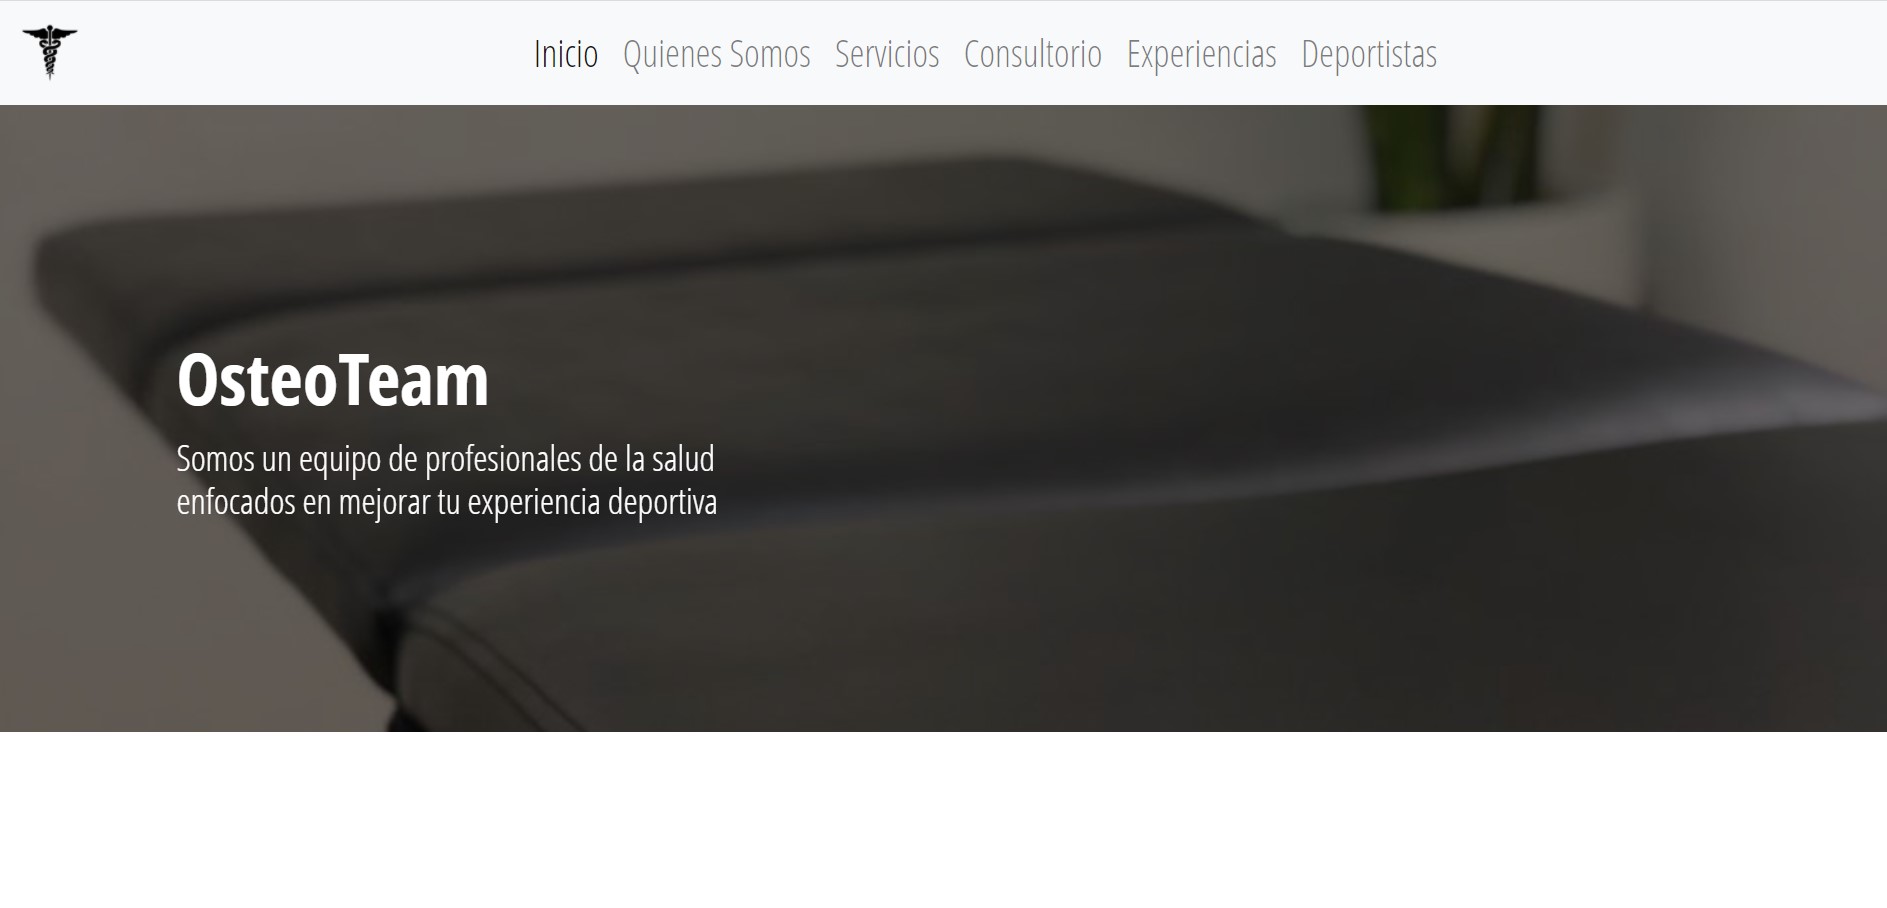 Inicio Quienes Somos Servicios Consultorio Experiencias Deportistas
OsteoTeam
Somos un equipo de profesionales de la salud
enfocados en mejorar tu experiencia deportiva